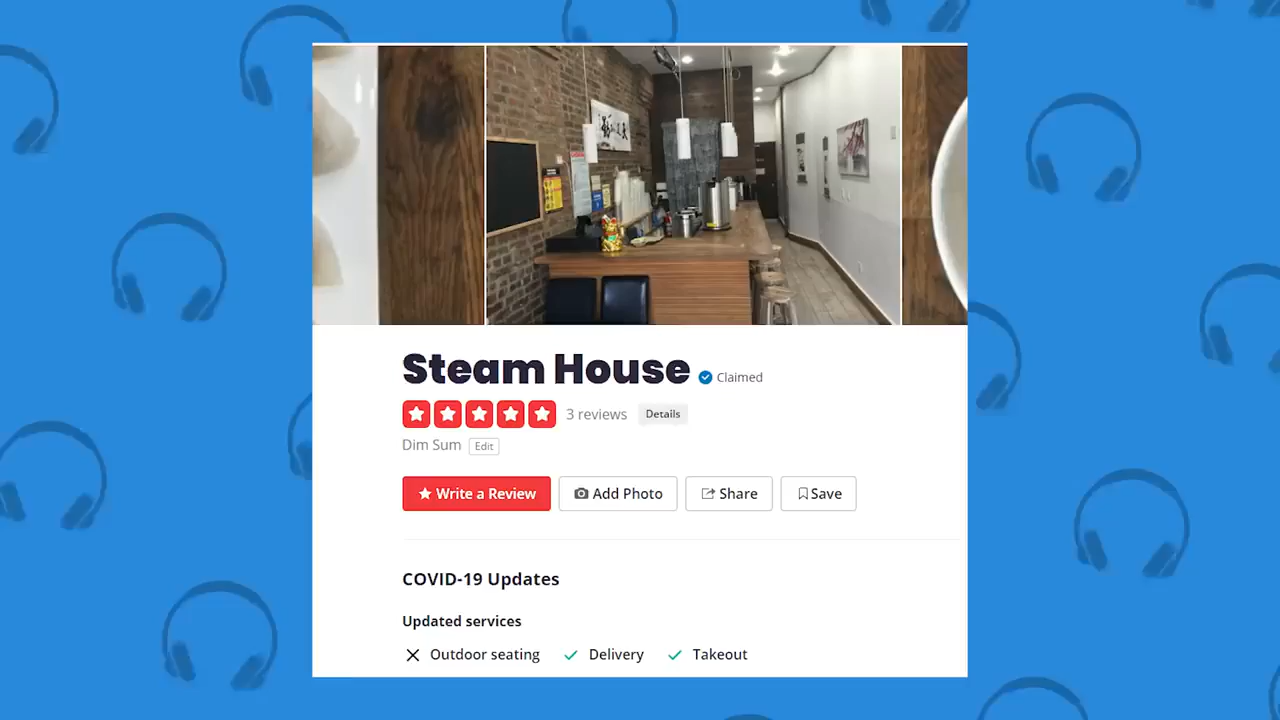 Steam House Claimed
3 reviews Details
Dim Sum Edit
Write a Review Add Photo Share Save
COVID-19 Updates
Updated services
Outdoor seating Delivery Takeout